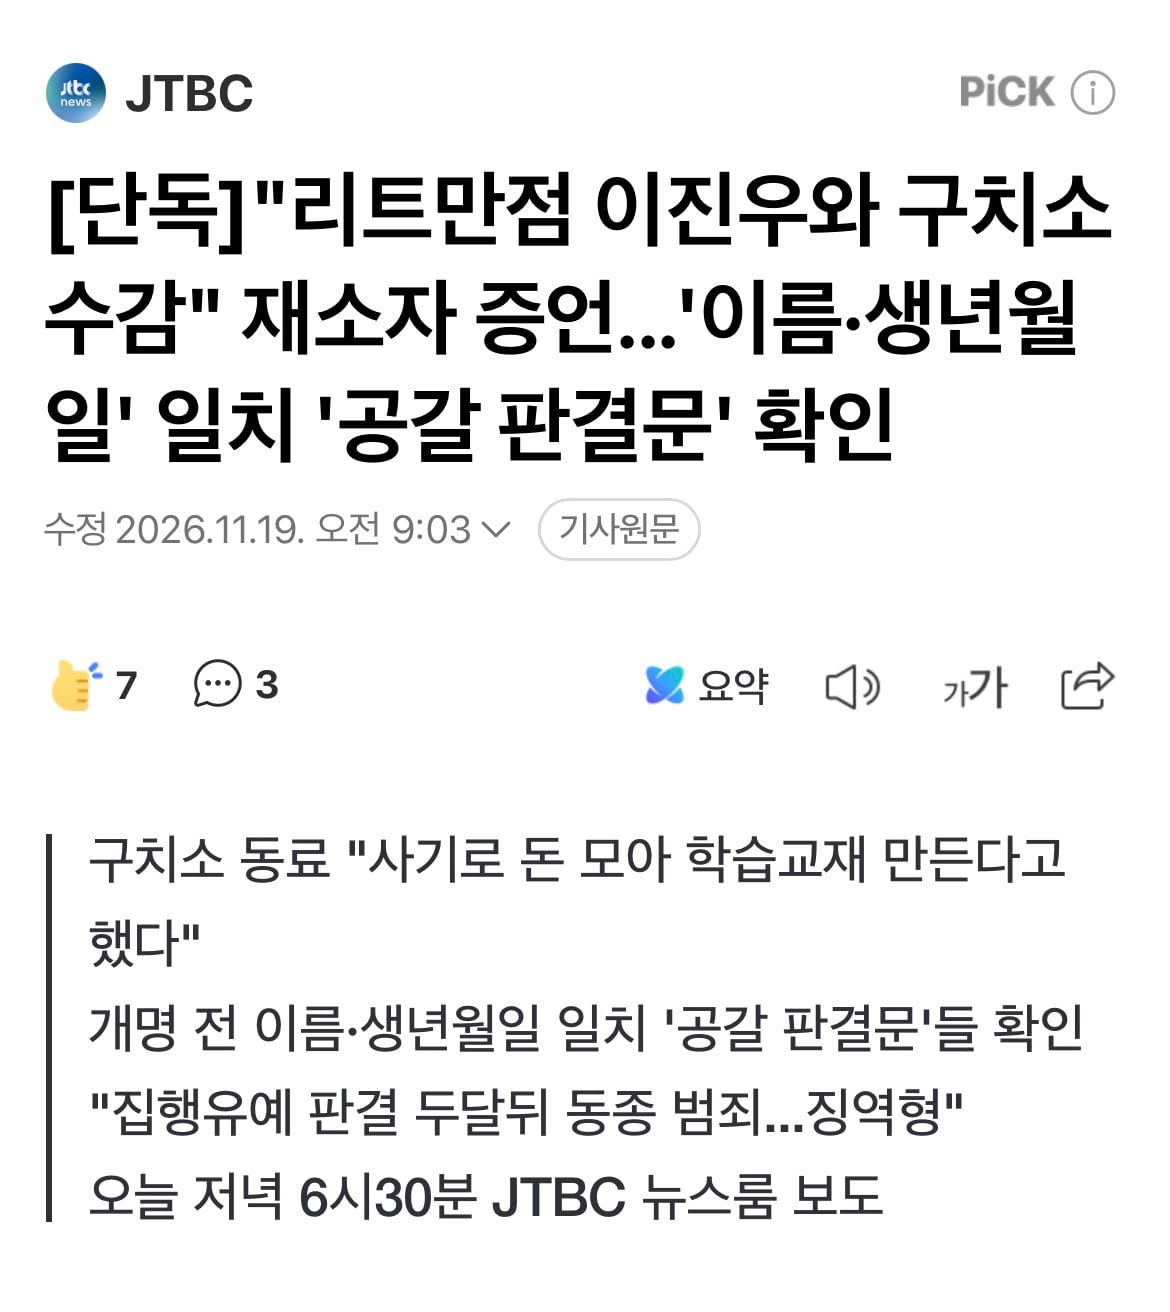 jtbc
news
JTBC
PiCK
[단독]"리트만점 이진우와 구치소
수감" 재소자 증언…'이름·생년월
일' 일치 '공갈 판결문' 확인
수정 2026.11.19. 오전 9:03
기사원문
7
3
요약
가가
구치소 동료 "사기로 돈 모아 학습교재 만든다고
했다"
개명 전 이름·생년월일 일치 '공갈 판결문'들 확인
"집행유예 판결 두달뒤 동종 범죄…징역형"
오늘 저녁 6시30분 JTBC 뉴스룸 보도